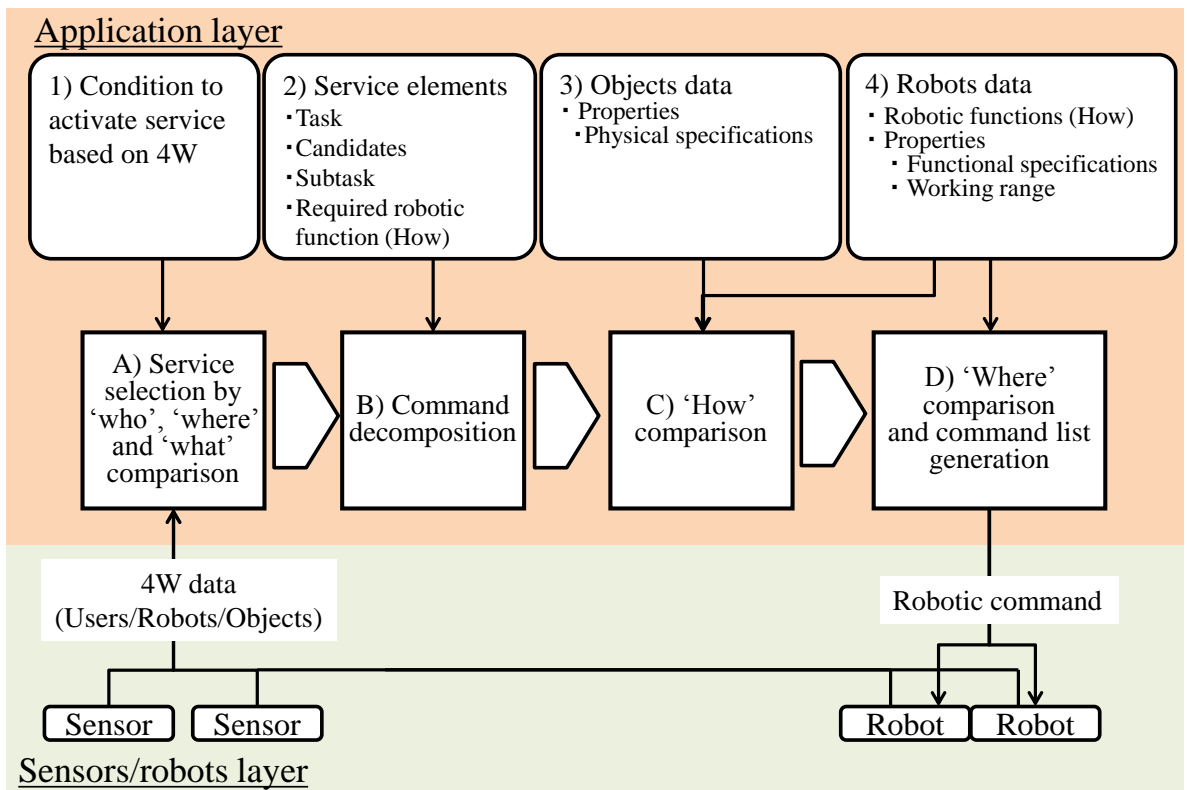 Application layer
1) Condition to
activate service
based on 4W
2) Service elements
・Task
・Candidates
・Subtask
・Required robotic
function (How)
3) Objects data
・Properties
・Physical specifications
4) Robots data
・Robotic functions (How)
・Properties
・Functional specifications
・Working range
A) Service
selection by
‘who’, ‘where’
and ‘what’
comparison
B) Command
decomposition
C) ‘How’
comparison
D) ‘Where’
comparison
and command list
generation
4W data
(Users/Robots/Objects)
Robotic command
Sensor
Sensor
Robot
Robot
Sensors/robots layer